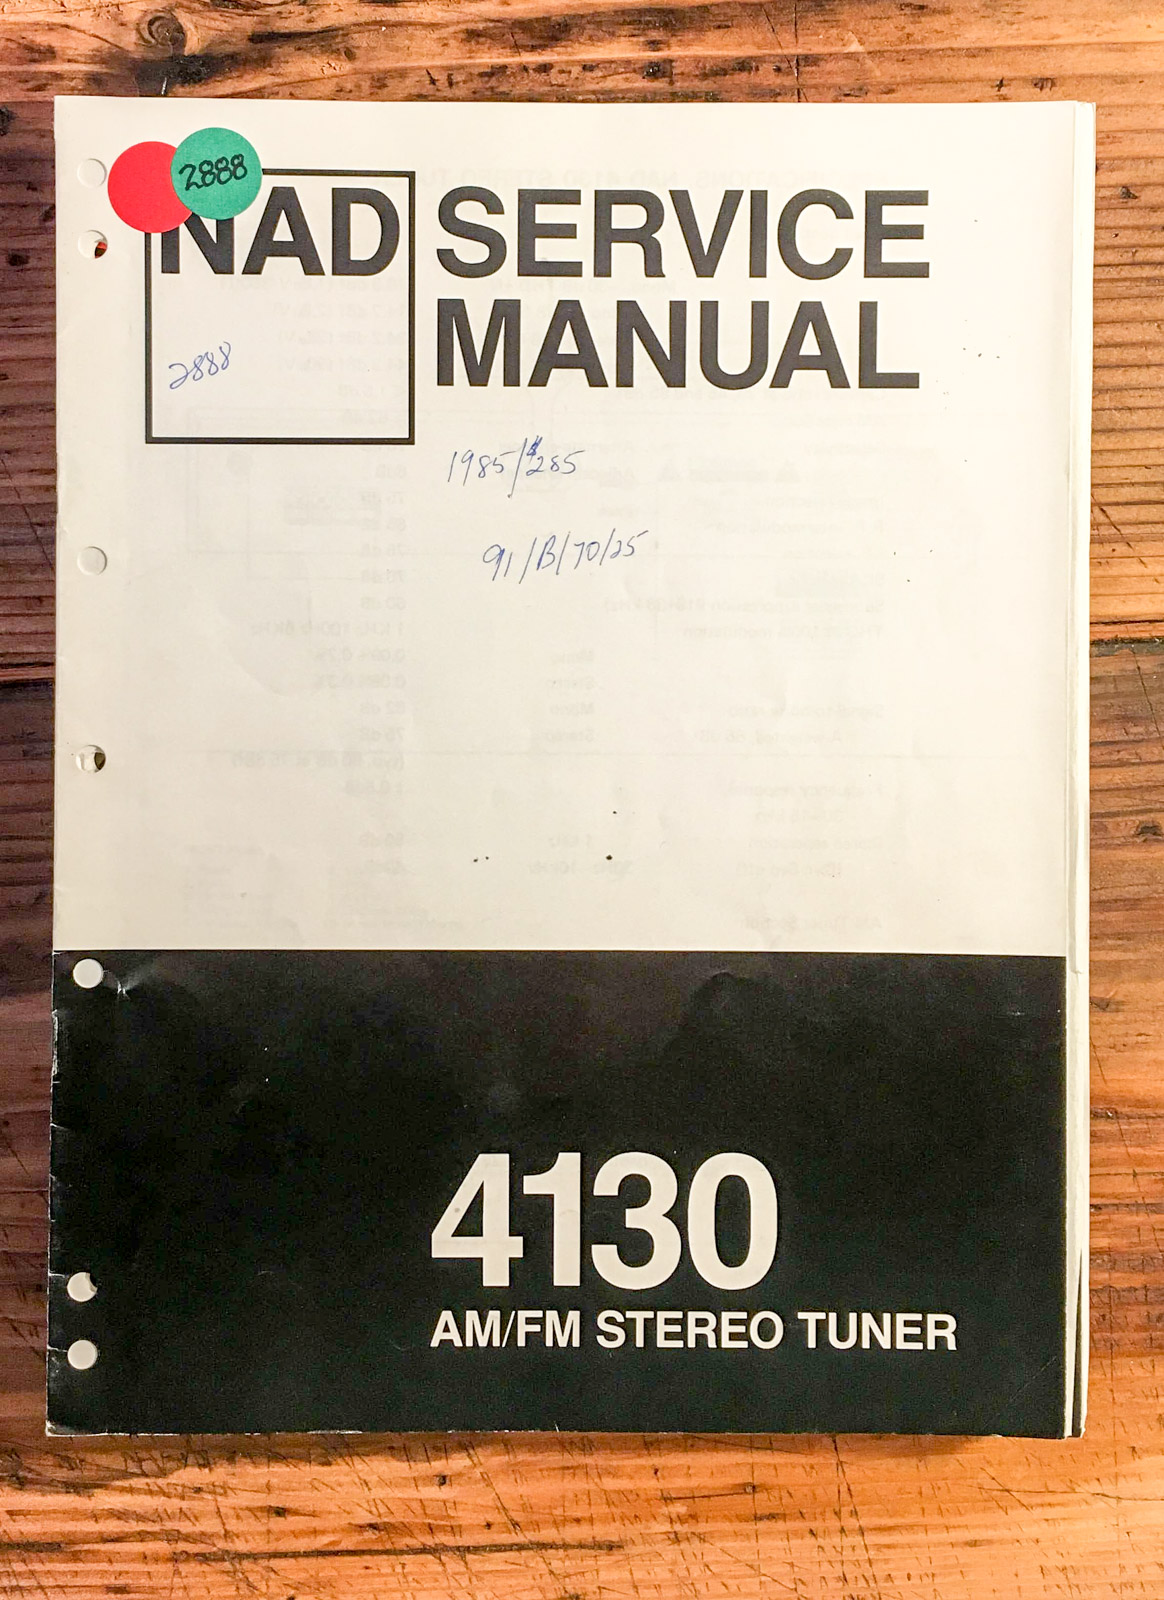 2888
NAD SERVICE
MANUAL
2888
1985/$285
91/B/70/25
4130
AM/FM STEREO TUNER